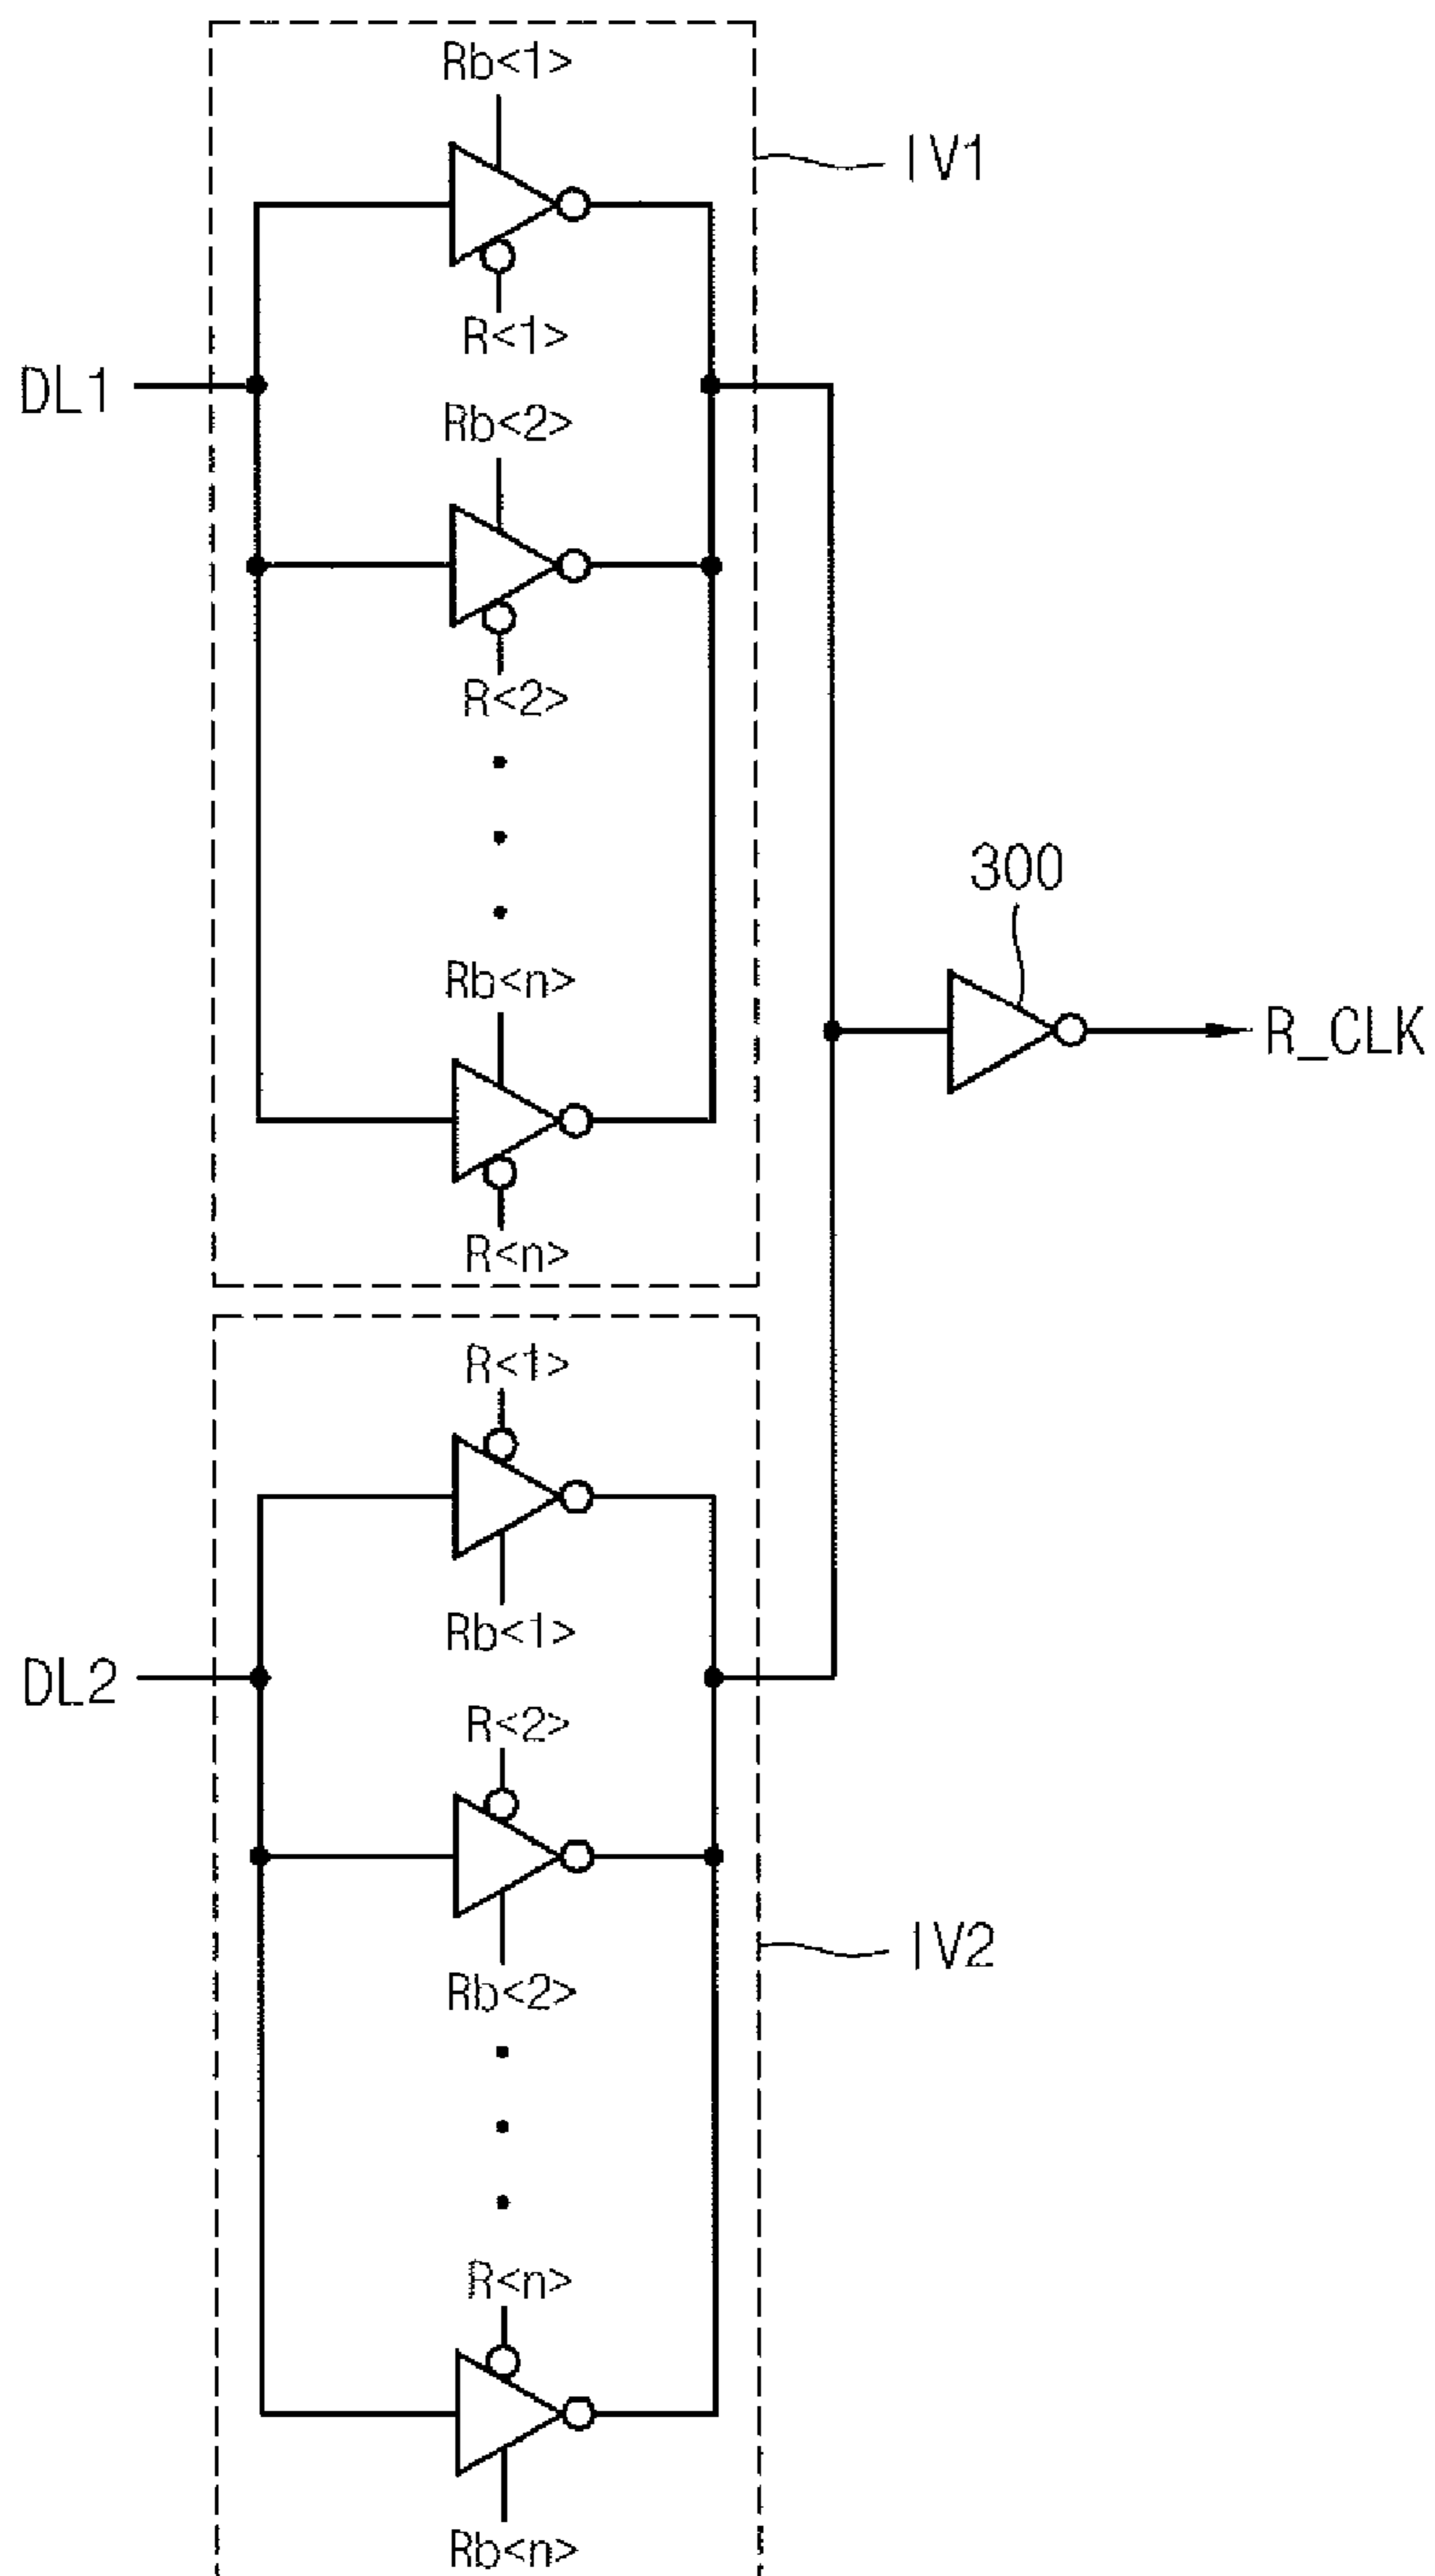 Rb<1>
IV1
R<1>
DL1
Rb<2>
R<2>
300
Rb<n>
R_CLK
R<n>
R<1>
Rb<1>
DL2
R<2>
IV2
Rb<2>
R<n>
Rb<n>